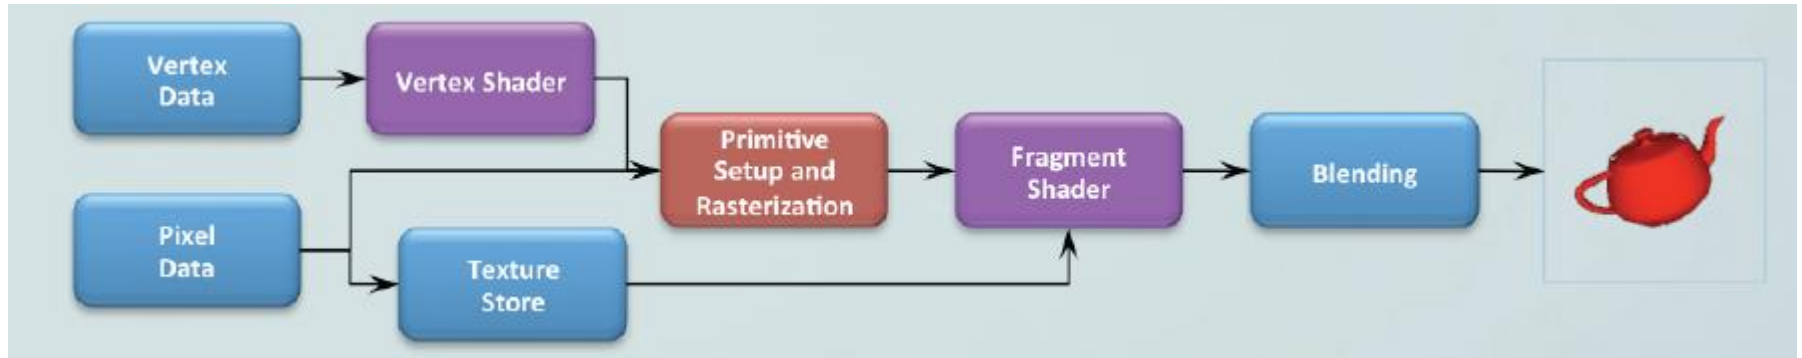 Vertex
Data
Vertex Shader
Primitive
Setup and
Rasterization
Fragment
Shader
Blending
Pixel
Data
Texture
Store